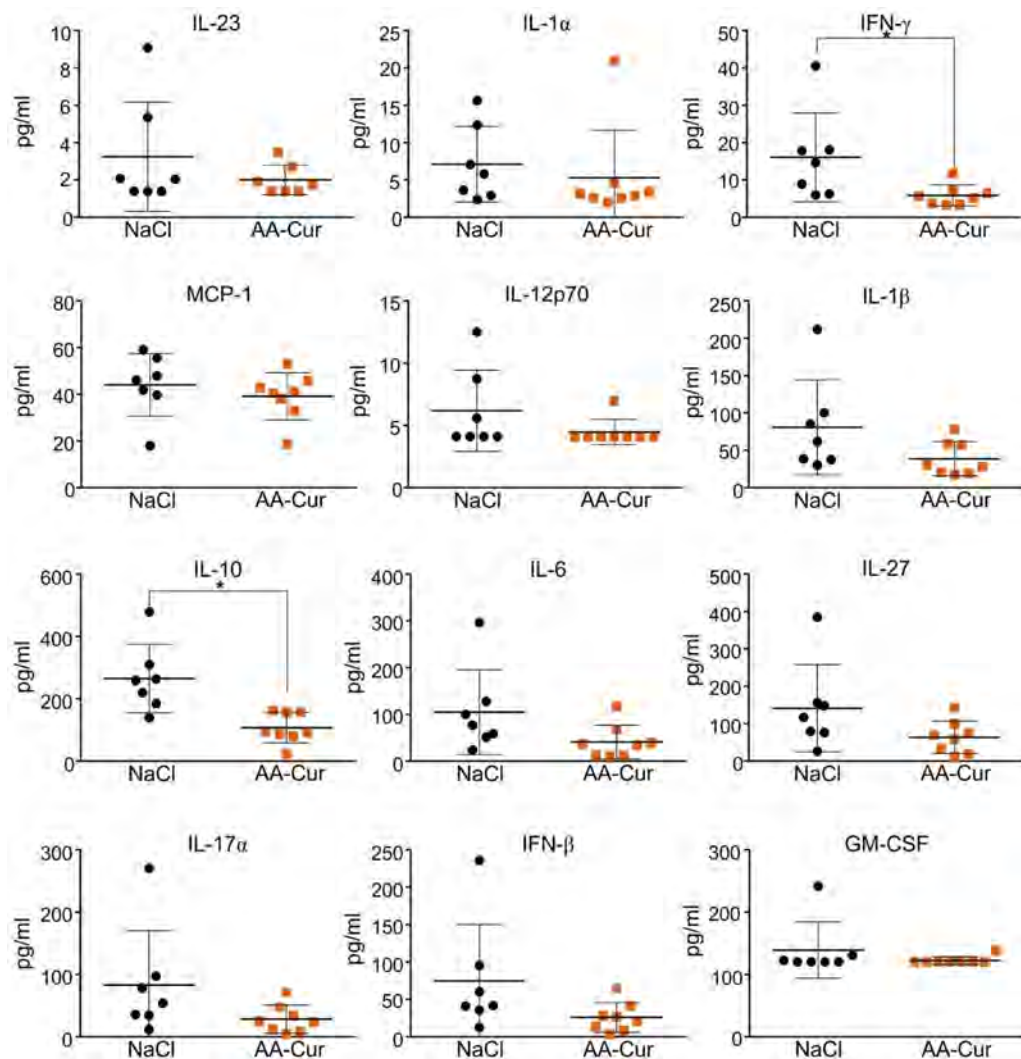 IL-23
10
8
6
4
2
0
pg/ml
NaCl
AA-Cur
IL-1α
25
20
15
10
5
0
pg/ml
NaCl
AA-Cur
IFN-γ
*
50
40
30
20
10
0
pg/ml
NaCl
AA-Cur
MCP-1
80
60
40
20
0
pg/ml
NaCl
AA-Cur
IL-12p70
15
10
5
0
pg/ml
NaCl
AA-Cur
IL-1β
250
200
150
100
50
0
pg/ml
NaCl
AA-Cur
IL-10
*
600
400
200
0
pg/ml
NaCl
AA-Cur
IL-6
400
300
200
100
0
pg/ml
NaCl
AA-Cur
IL-27
500
400
300
200
100
0
pg/ml
NaCl
AA-Cur
IL-17α
300
200
100
0
pg/ml
NaCl
AA-Cur
IFN-β
250
200
150
100
50
0
pg/ml
NaCl
AA-Cur
GM-CSF
300
200
100
0
pg/ml
NaCl
AA-Cur